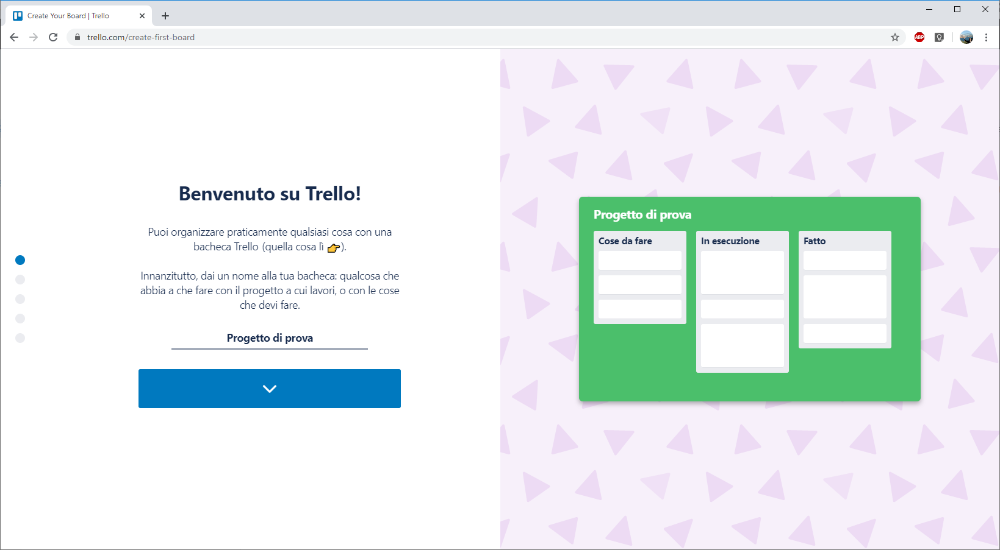 Create Your Board | Trello
trello.com/create-first-board
ABP
Benvenuto su Trello!
Puoi organizzare praticamente qualsiasi cosa con una
bacheca Trello (quella cosa lì 👉).
Innanzitutto, dai un nome alla tua bacheca: qualcosa che
abbia a che fare con il progetto a cui lavori, o con le cose
che devi fare.
Progetto di prova
Progetto di prova
Cose da fare
In esecuzione
Fatto